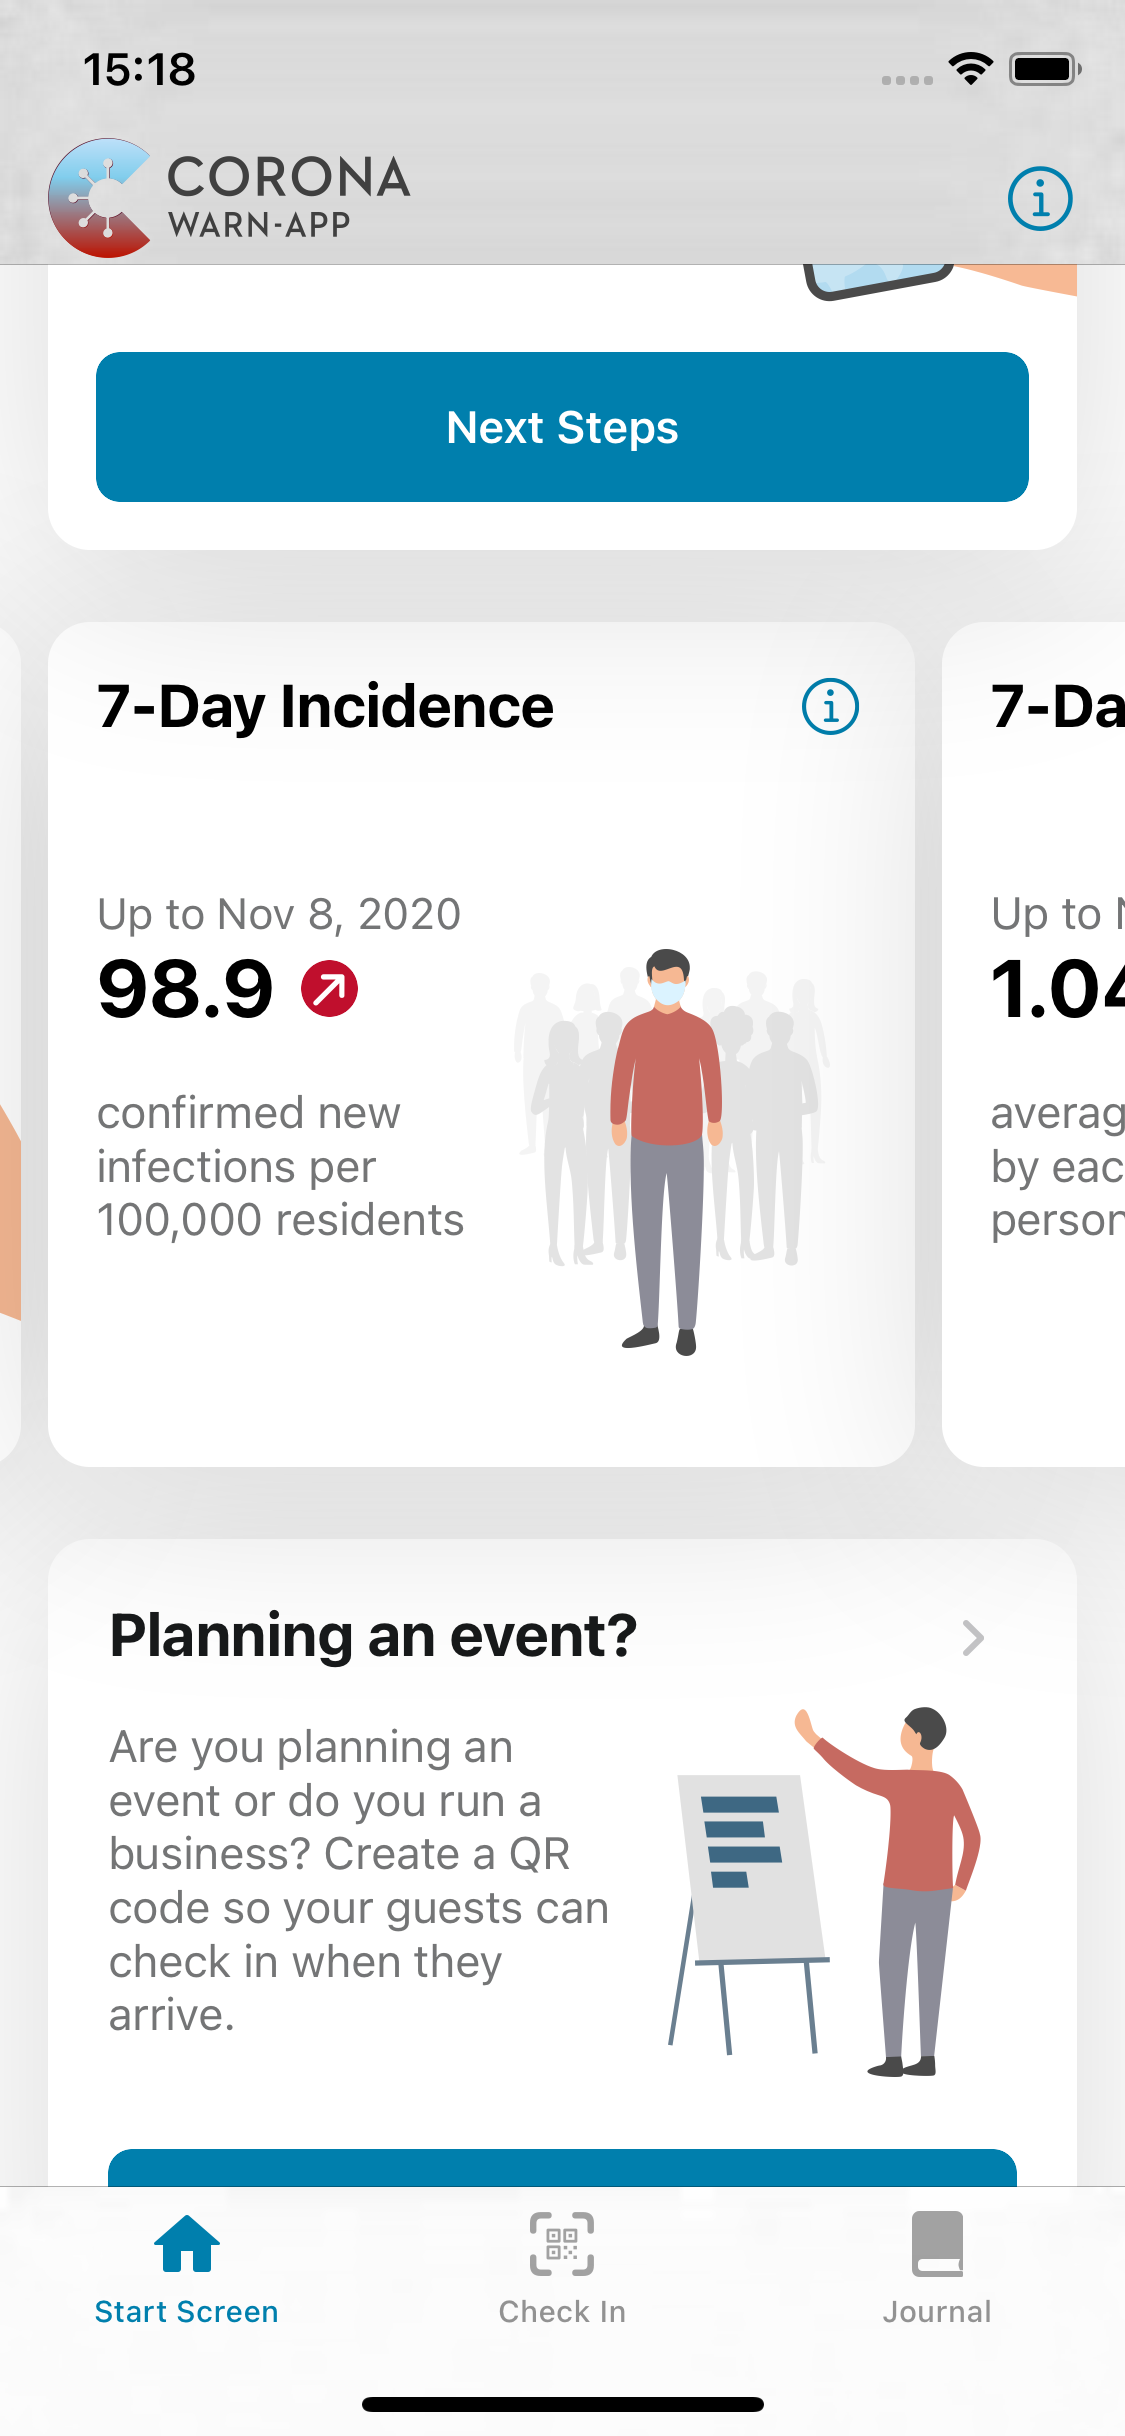 15:18
CORONA
WARN-APP
Next Steps
7-Day Incidence
Up to Nov 8, 2020
98.9
confirmed new
infections per
100,000 residents
7-Da
Up to
1.04
averag
by eac
person
Planning an event?
Are you planning an
event or do you run a
business? Create a QR
code so your guests can
check in when they
arrive.
Start Screen
Check In
Journal